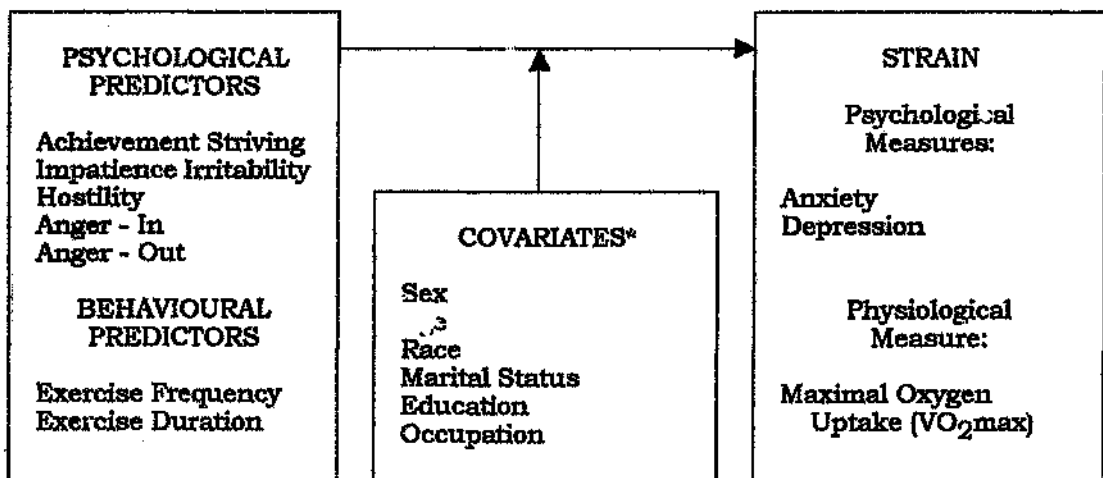 PSYCHOLOGICAL
PREDICTORS
Achievement Striving
Impatience Irritability
Hostility
Anger - In
Anger - Out
BEHAVIOURAL
PREDICTORS
Exercise Frequency
Exercise Duration
COVARIATES*
Sex
Race
Marital Status
Education
Occupation
STRAIN
Psychological
Measures:
Anxiety
Depression
Physiological
Measure:
Maximal Oxygen
Uptake (VO2max)